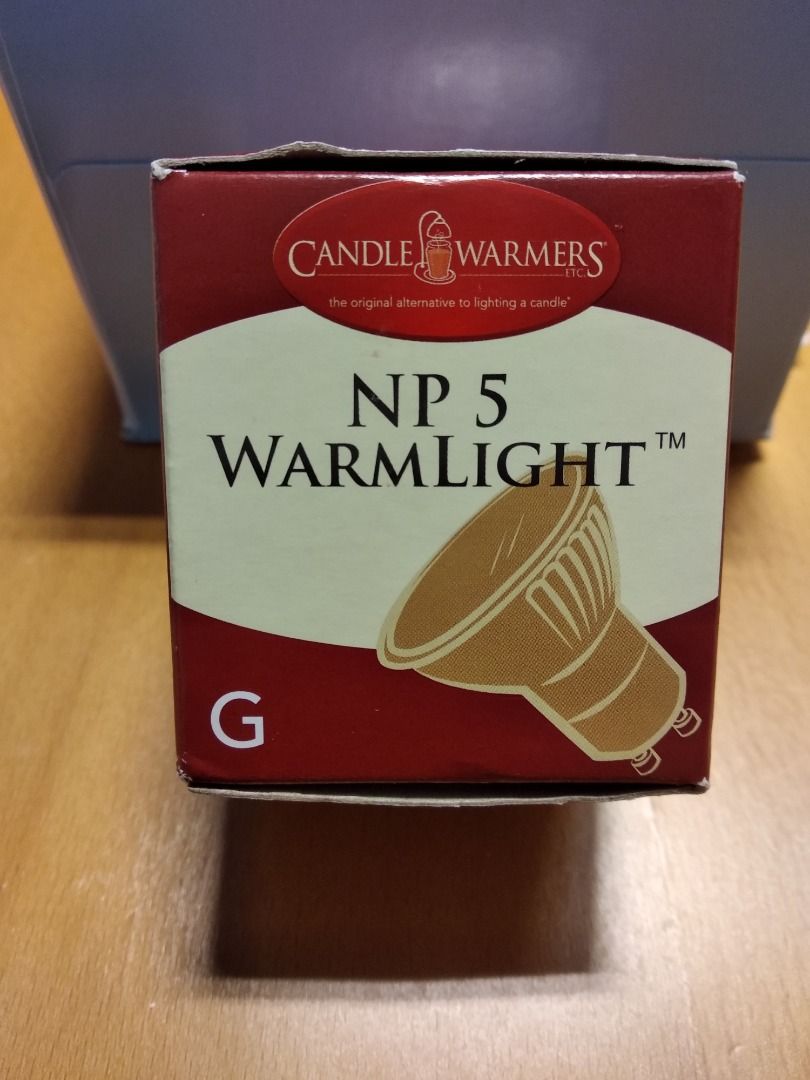 CANDLE WARMERS®
ETC.
the original alternative to lighting a candle®
NP 5
WARMLIGHT™
G